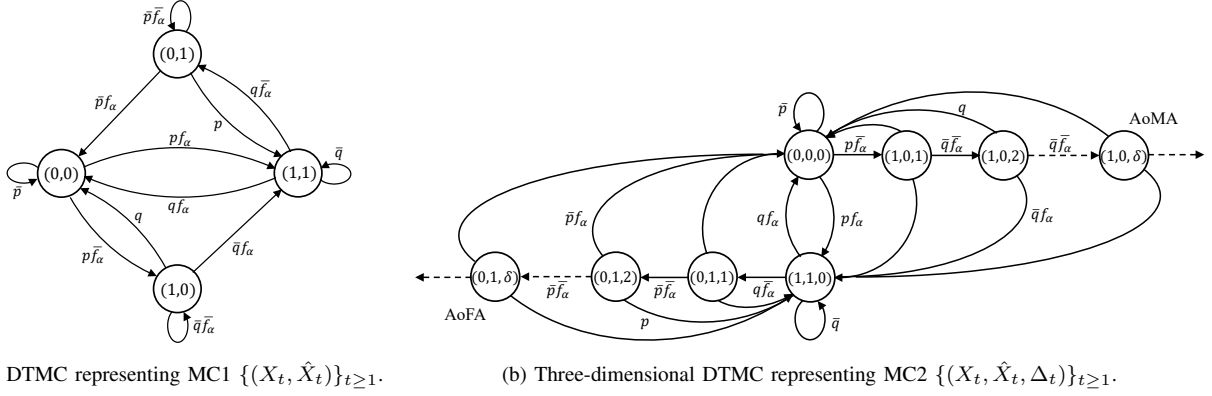 p̄f̄α
(0,1)
p̄fα
qf̄α
p
(0,0)
pfα
(1,1)
q̄
p̄
qfα
q
q̄fα
pf̄α
(1,0)
q̄f̄α
DTMC representing MC1 {(Xt, X̂t)}t≥1.
p̄
q
AoMA
(0,0,0)
pf̄α
(1,0,1)
q̄f̄α
(1,0,2)
q̄f̄α
(1,0,δ)
p̄fα
qfα
pfα
q̄fα
(0,1,δ)
(0,1,2)
(0,1,1)
(1,1,0)
p̄f̄α
p̄f̄α
qf̄α
AoFA
p
q̄
(b) Three-dimensional DTMC representing MC2 {(Xt, X̂t, Δt)}t≥1.